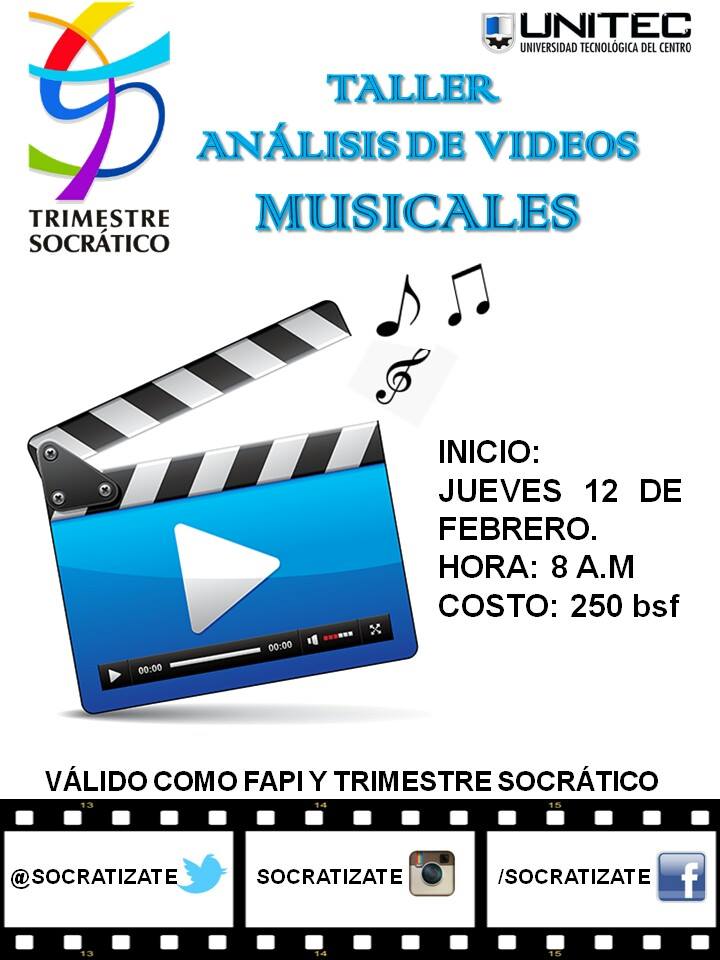 UNITEC
UNIVERSIDAD TECNOLÓGICA DEL CENTRO
TALLER
ANÁLISIS DE VIDEOS
MUSICALES
TRIMESTRE
SOCRÁTICO
INICIO:
JUEVES 12 DE
FEBRERO.
HORA: 8 A.M
COSTO: 250 bsf
00:00 00:00
VÁLIDO COMO FAPI Y TRIMESTRE SOCRÁTICO
13 14 15
@SOCRATIZATE SOCRATIZATE /SOCRATIZATE f
13 14 15